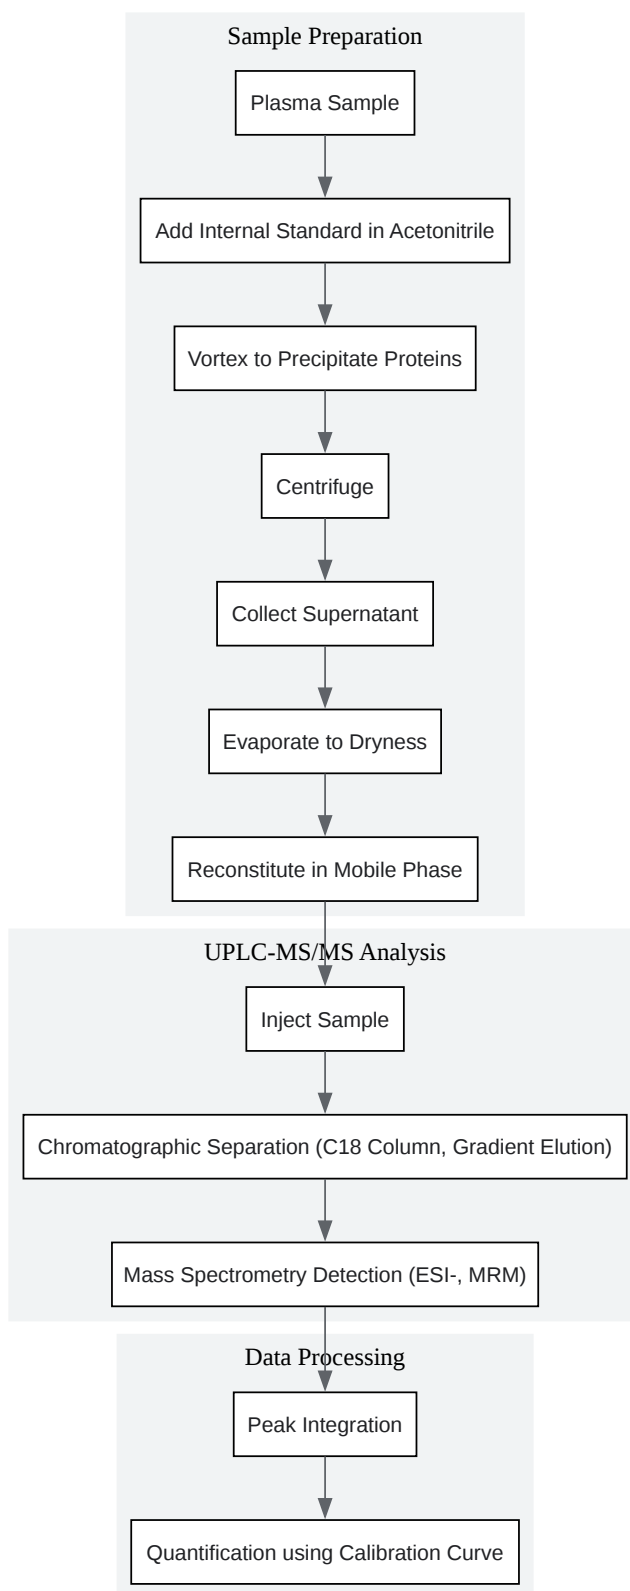 Sample Preparation
Plasma Sample
Add Internal Standard in Acetonitrile
Vortex to Precipitate Proteins
Centrifuge
Collect Supernatant
Evaporate to Dryness
Reconstitute in Mobile Phase
UPLC-MS/MS Analysis
Inject Sample
Chromatographic Separation (C18 Column, Gradient Elution)
Mass Spectrometry Detection (ESI-, MRM)
Data Processing
Peak Integration
Quantification using Calibration Curve